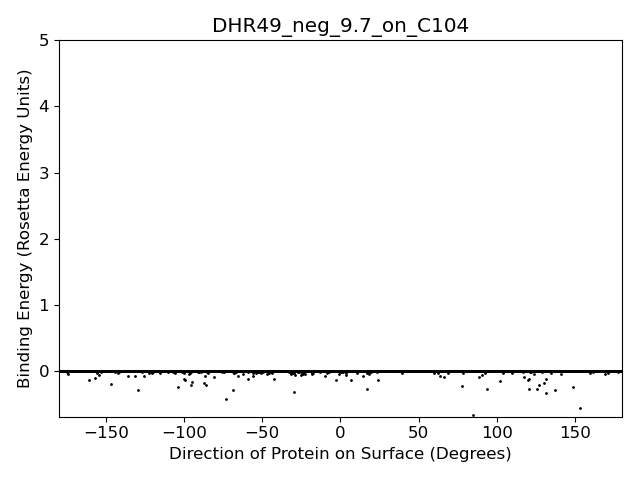 DHR49_neg_9.7_on_C104
Binding Energy (Rosetta Energy Units)
5
4
3
2
1
0
−150 −100 −50 0 50 100 150
Direction of Protein on Surface (Degrees)